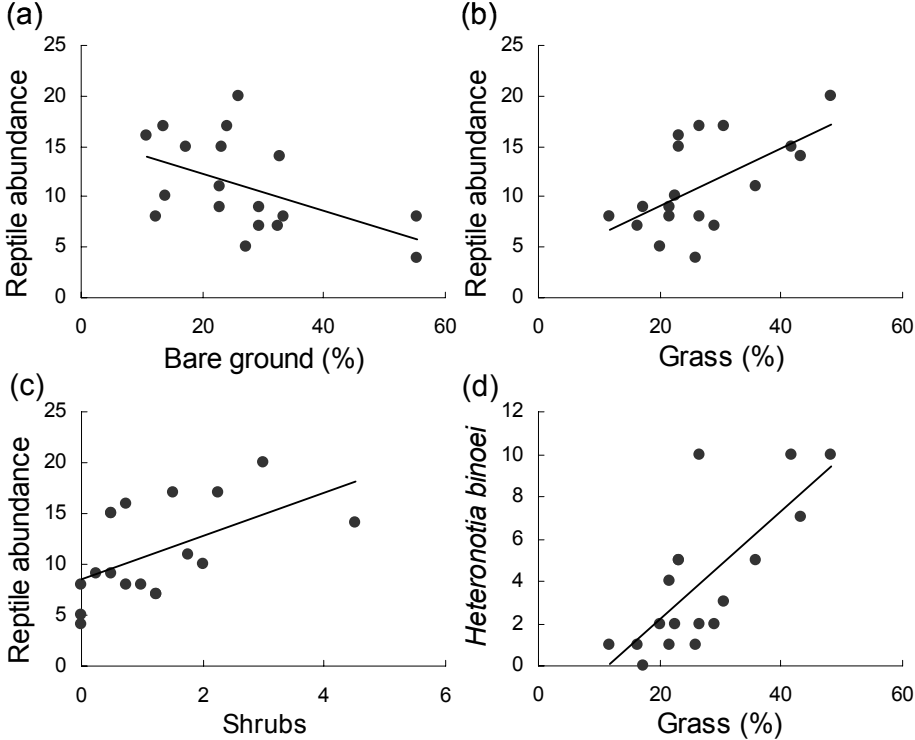 (a)
Reptile abundance
25
20
15
10
5
0
0 20 40 60
Bare ground (%)
(b)
Reptile abundance
25
20
15
10
5
0
0 20 40 60
Grass (%)
(c)
Reptile abundance
25
20
15
10
5
0
0 2 4 6
Shrubs
(d)
Heteronotia binoei
12
10
8
6
4
2
0
0 20 40 60
Grass (%)